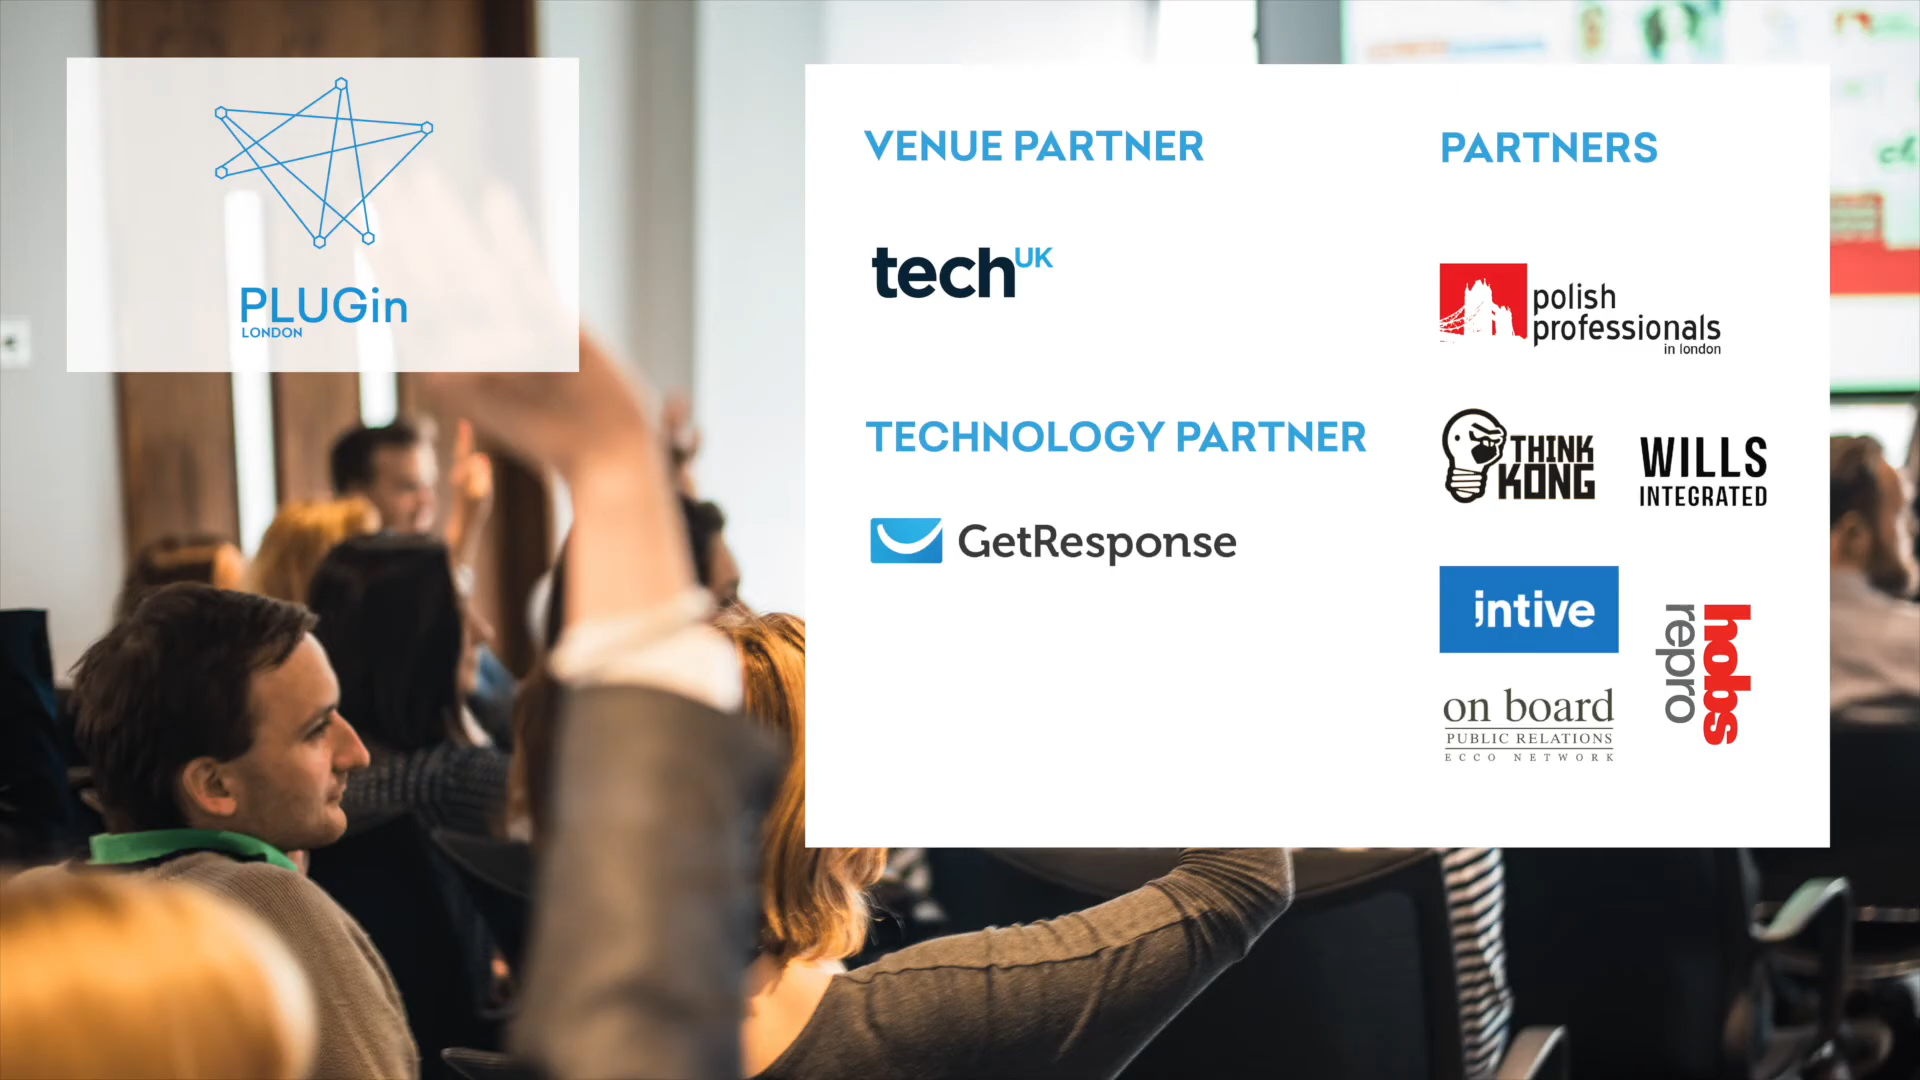 PLUGin
LONDON
VENUE PARTNER
techUK
TECHNOLOGY PARTNER
GetResponse
PARTNERS
polish
professionals
in london
THINK
KONG
WILLS
INTEGRATED
intive
hobs
repro
on board
PUBLIC RELATIONS
ECCO NETWORK